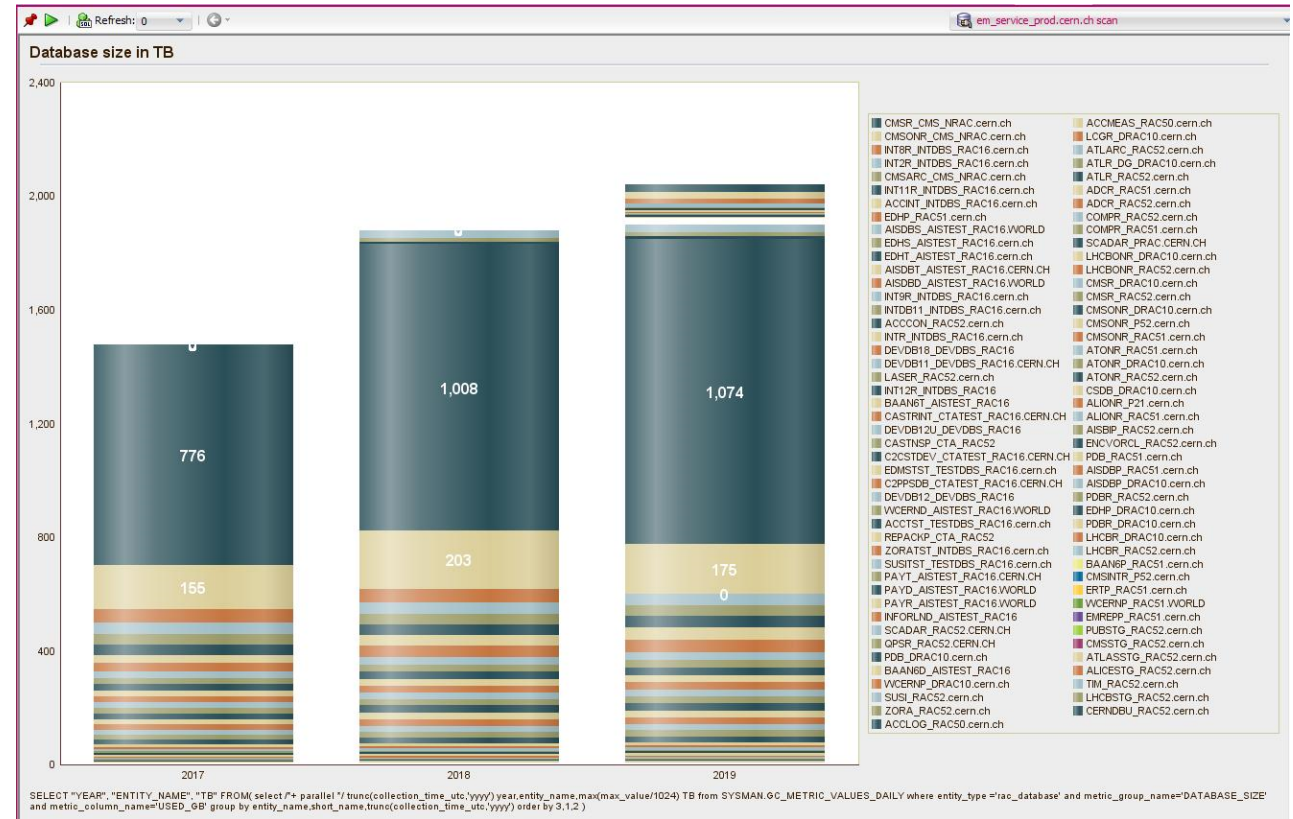 Refresh: 0
em_service_prod.cern.ch scan
Database size in TB
2,400
2,000
1,600
1,200
800
400
0
776
155
0
1,008
203
1,074
175
0
2017
2018
2019
CMSR_CMS_NRAC.cern.ch
CMSONR_CMS_NRAC.cern.ch
INT8R_INTDBS_RAC16.cern.ch
INT2R_INTDBS_RAC16.cern.ch
CMSARC_CMS_NRAC.cern.ch
INT11R_INTDBS_RAC16.cern.ch
ACCINT_INTDBS_RAC16.cern.ch
EDHP_RAC51.cern.ch
AISDBS_AISTEST_RAC16.WORLD
EDHS_AISTEST_RAC16.cern.ch
EDHT_AISTEST_RAC16.cern.ch
AISDBT_AISTEST_RAC16.CERN.CH
AISDBD_AISTEST_RAC16.WORLD
INT9R_INTDBS_RAC16.cern.ch
INTDB11_INTDBS_RAC16.cern.ch
ACCCON_RAC52.cern.ch
INTR_INTDBS_RAC16.cern.ch
DEVDB18_DEVDBS_RAC16
DEVDB11_DEVDBS_RAC16.CERN.CH
LASER_RAC52.cern.ch
INT12R_INTDBS_RAC16
BAAN6T_AISTEST_RAC16
CASTRINT_CTATEST_RAC16.CERN.CH
DEVDB12U_DEVDBS_RAC16
CASTNSP_CTA_RAC52
C2CSTDEV_CTATEST_RAC16.CERN.CH
EDMSTST_TESTDBS_RAC16.cern.ch
C2PPSDB_CTATEST_RAC16.CERN.CH
DEVDB12_DEVDBS_RAC16
WCERND_AISTEST_RAC16.WORLD
ACCTST_TESTDBS_RAC16.cern.ch
REPACKP_CTA_RAC52
ZORATST_INTDBS_RAC16.cern.ch
SUSITST_TESTDBS_RAC16.cern.ch
PAYT_AISTEST_RAC16.CERN.CH
PAYD_AISTEST_RAC16.WORLD
PAYR_AISTEST_RAC16.WORLD
INFORLND_AISTEST_RAC16
SCADAR_RAC52.CERN.CH
QPSR_RAC52.CERN.CH
PDB_DRAC10.cern.ch
BAAN6D_AISTEST_RAC16
WCERNP_DRAC10.cern.ch
SUSI_RAC52.cern.ch
ZORA_RAC52.cern.ch
ACCLOG_RAC50.cern.ch
ACCMEAS_RAC50.cern.ch
LCGR_DRAC10.cern.ch
ATLARC_RAC52.cern.ch
ATLR_DG_DRAC10.cern.ch
ATLR_RAC52.cern.ch
ADCR_RAC51.cern.ch
ADCR_RAC52.cern.ch
COMPR_RAC52.cern.ch
COMPR_RAC51.cern.ch
SCADAR_PRAC.CERN.CH
LHCBONR_DRAC10.cern.ch
LHCBONR_RAC52.cern.ch
CMSR_DRAC10.cern.ch
CMSR_RAC52.cern.ch
CMSONR_DRAC10.cern.ch
CMSONR_P52.cern.ch
CMSONR_RAC51.cern.ch
ATONR_RAC51.cern.ch
ATONR_DRAC10.cern.ch
ATONR_RAC52.cern.ch
CSDB_DRAC10.cern.ch
ALIONR_P21.cern.ch
ALIONR_RAC51.cern.ch
AISBIP_RAC52.cern.ch
ENCVORCL_RAC52.cern.ch
PDB_RAC51.cern.ch
AISDBP_RAC51.cern.ch
AISDBP_DRAC10.cern.ch
PDBR_RAC52.cern.ch
EDHP_DRAC10.cern.ch
PDBR_DRAC10.cern.ch
LHCBR_DRAC10.cern.ch
LHCBR_RAC52.cern.ch
BAAN6P_RAC51.cern.ch
CMSINTR_P52.cern.ch
ERTP_RAC51.cern.ch
WCERNP_RAC51.WORLD
EMREPP_RAC51.cern.ch
PUBSTG_RAC52.cern.ch
CMSSTG_RAC52.cern.ch
ATLASSTG_RAC52.cern.ch
ALICESTG_RAC52.cern.ch
TIM_RAC52.cern.ch
LHCBSTG_RAC52.cern.ch
CERNDBU_RAC52.cern.ch
SELECT "YEAR", "ENTITY_NAME", "TB" FROM( select /*+ parallel */ trunc(collection_time_utc,'yyyy') year,entity_name,max(max_value/1024) TB from SYSMAN.GC_METRIC_VALUES_DAILY where entity_type ='rac_database' and metric_group_name='DATABASE_SIZE'
and metric_column_name='USED_GB' group by entity_name,short_name,trunc(collection_time_utc,'yyyy') order by 3,1,2 )